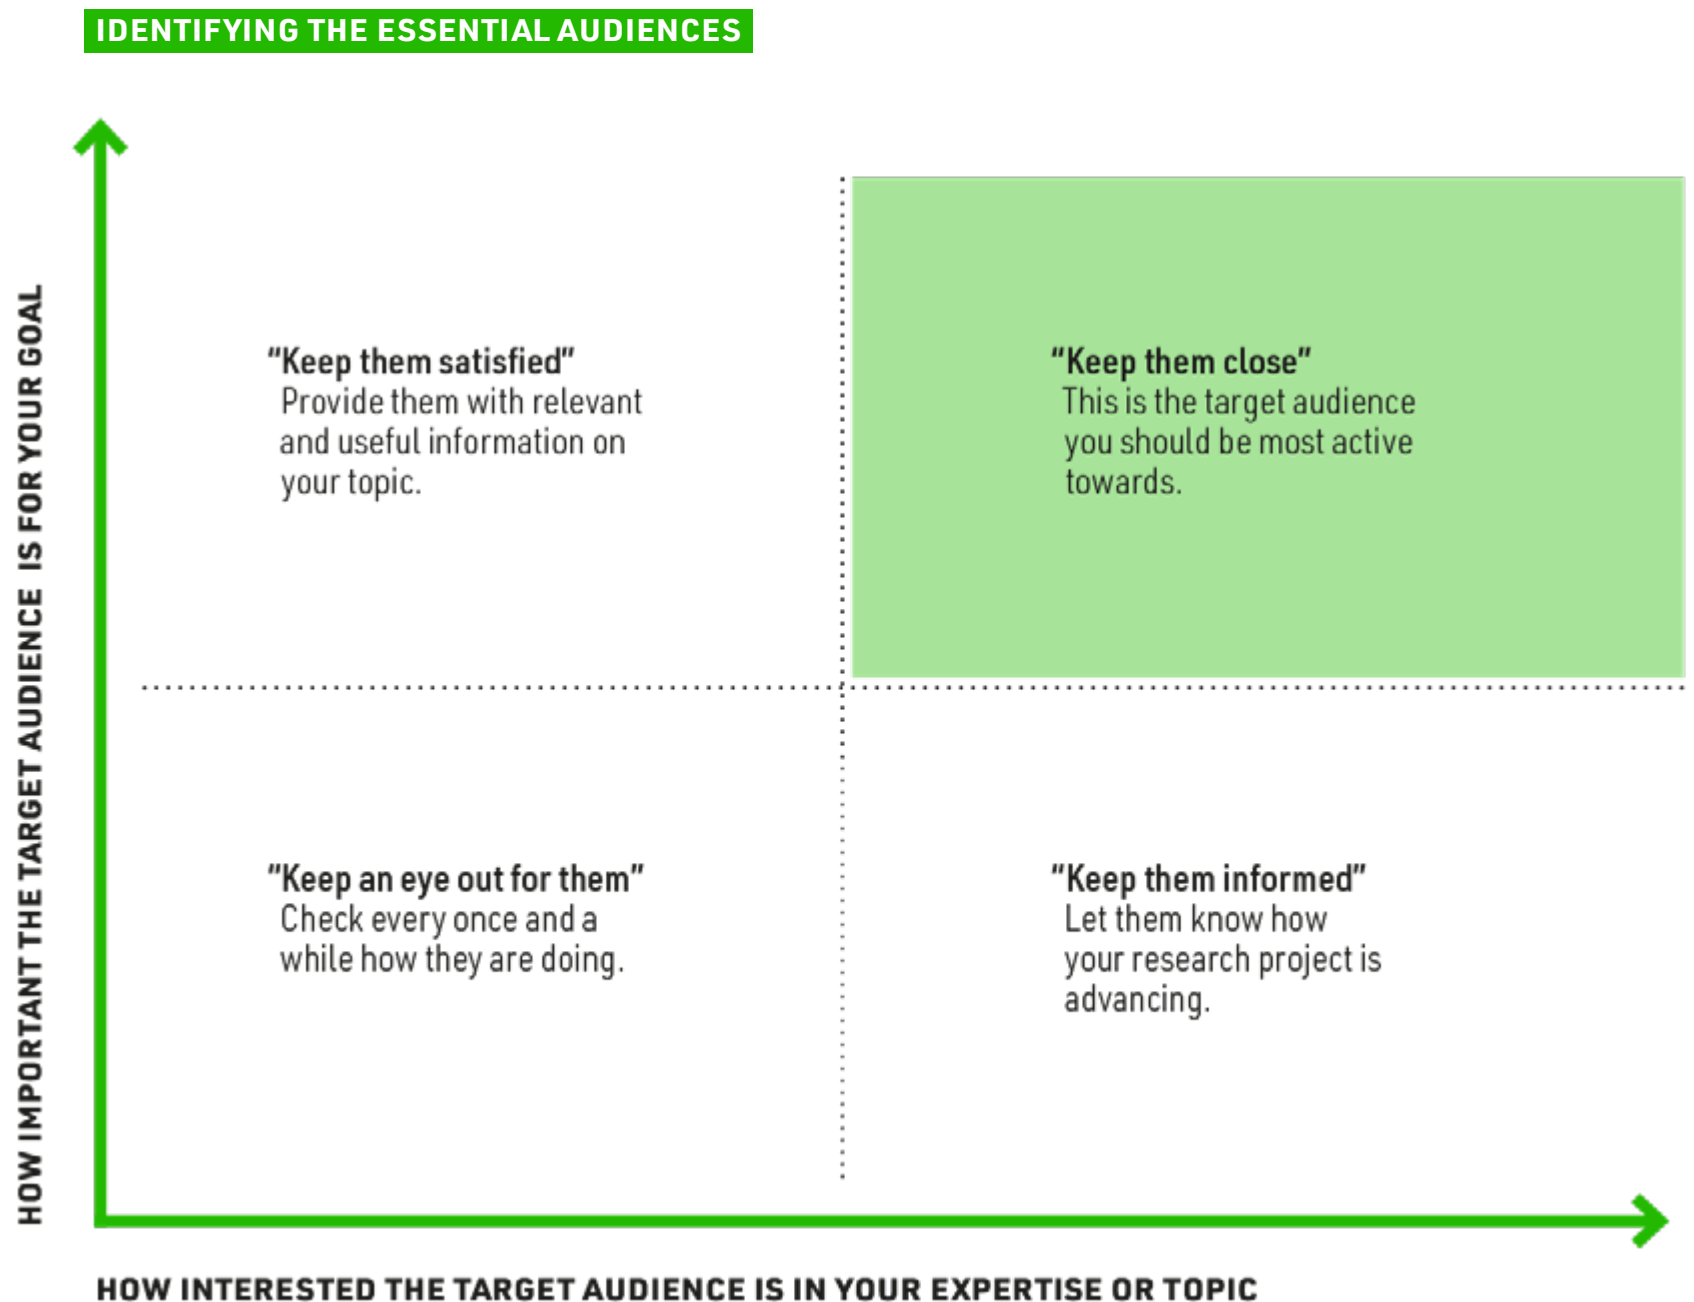 IDENTIFYING THE ESSENTIAL AUDIENCES
HOW IMPORTANT THE TARGET AUDIENCE IS FOR YOUR GOAL
“Keep them satisfied”
Provide them with relevant
and useful information on
your topic.
“Keep them close”
This is the target audience
you should be most active
towards.
“Keep an eye out for them”
Check every once and a
while how they are doing.
“Keep them informed”
Let them know how
your research project is
advancing.
HOW INTERESTED THE TARGET AUDIENCE IS IN YOUR EXPERTISE OR TOPIC